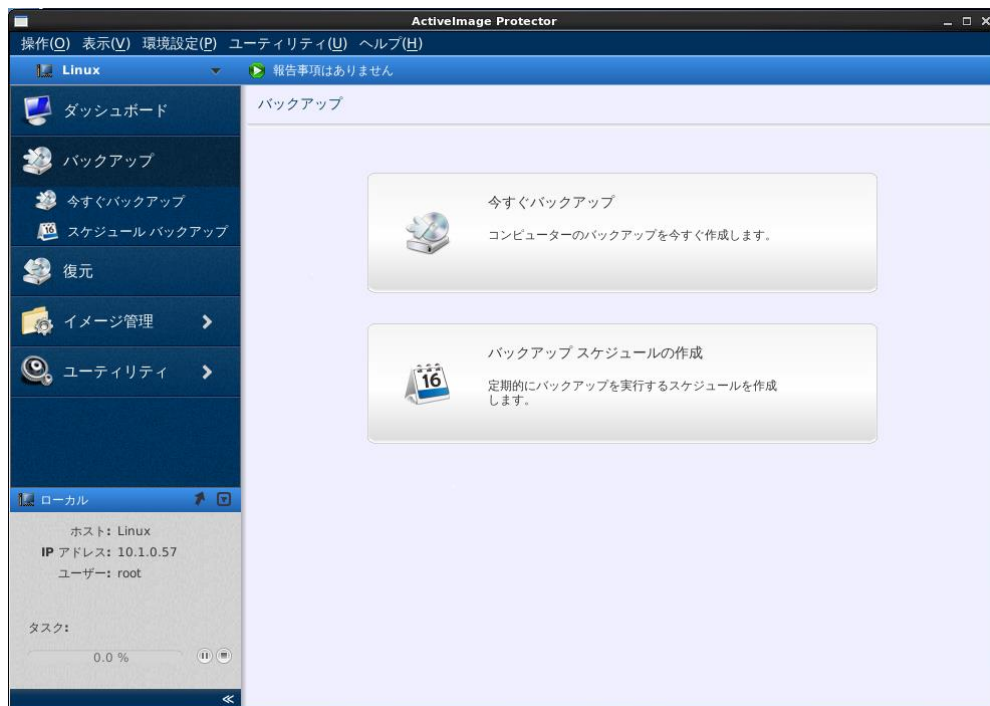 ActiveImage Protector
操作(O) 表示(V) 環境設定(P) ユーティリティ(U) ヘルプ(H)
Linux
報告事項はありません
ダッシュボード
バックアップ
今すぐバックアップ
スケジュール バックアップ
復元
イメージ管理
ユーティリティ
ローカル
ホスト: Linux
IP アドレス: 10.1.0.57
ユーザー: root
タスク:
0.0 %
バックアップ
今すぐバックアップ
コンピューターのバックアップを今すぐ作成します。
16
バックアップ スケジュールの作成
定期的にバックアップを実行するスケジュールを作成
します。